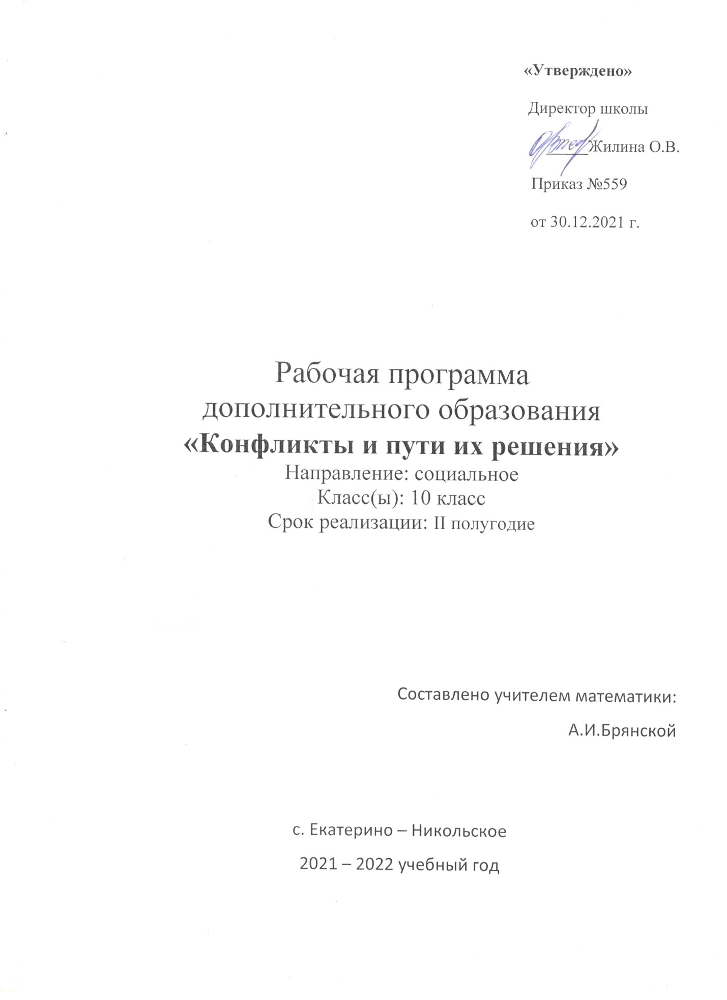 «Утверждено»
Директор школы
_____Жилина О.В.
Приказ №559
от 30.12.2021 г.
Рабочая программа
дополнительного образования
«Конфликты и пути их решения»
Направление: социальное
Класс(ы): 10 класс
Срок реализации: II полугодие
Составлено учителем математики:
А.И.Брянской
с. Екатерино – Никольское
2021 – 2022 учебный год